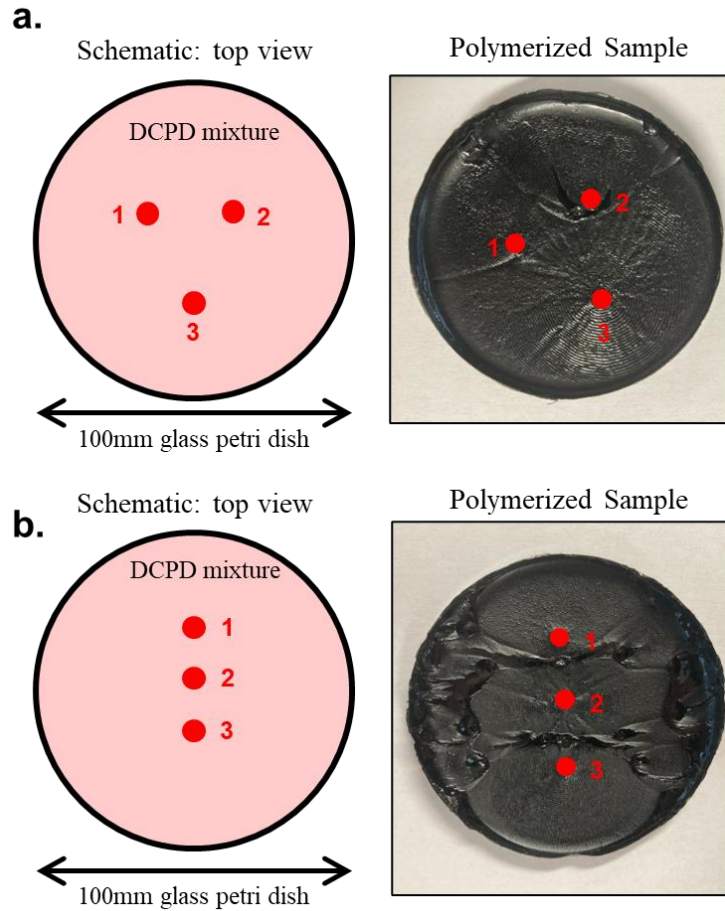 a.
Schematic: top view
Polymerized Sample
DCPD mixture
1
2
3
2
1
3
100mm glass petri dish
b.
Schematic: top view
Polymerized Sample
DCPD mixture
1
2
3
1
2
3
100mm glass petri dish